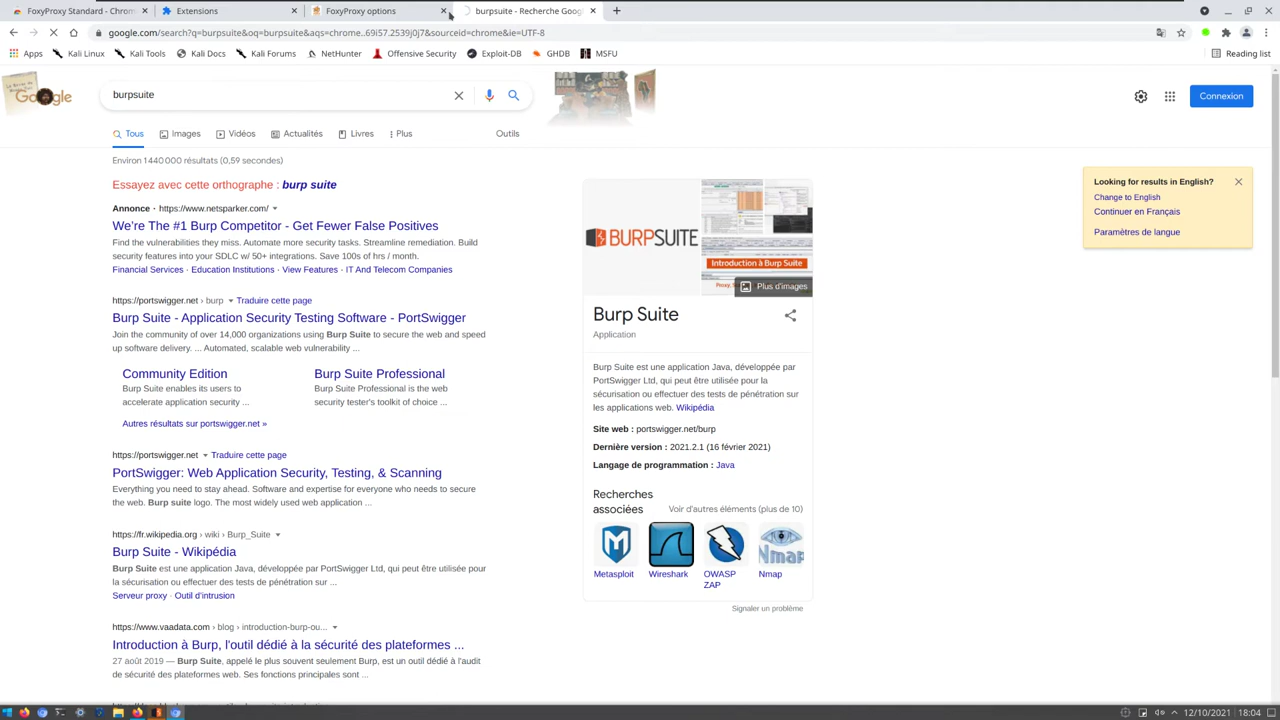 FoxyProxy Standard - Chrom
Extensions
FoxyProxy Options
burpsuite - Recherche Goog
google.com/search?q=burpsuite&oq=burpsuite&aqs=chrome..69i57.2539j0j7&sourceid=chrome&ie=UTF-8
Apps
Kali Linux
Kali Tools
Kali Docs
Kali Forums
NetHunter
Offensive Security
Exploit-DB
GHDB
MSFU
Reading list
burpsuite
Connexion
Tous
Images
Vidéos
Actualités
Livres
Plus
Outils
Environ 1 440 000 résultats (0,59 secondes)
Essayez avec cette orthographe : burp suite
Annonce · https://www.netsparker.com/
We're The #1 Burp Competitor - Get Fewer False Positives
Find the vulnerabilities they miss. Automate more security tasks. Streamline remediation. Build
security features into your SDLC w/ 50+ integrations. Save 100s of hrs / month.
Financial Services · Education Institutions · View Features · IT And Telecom Companies
https://portswigger.net › burp Traduire cette page
Burp Suite - Application Security Testing Software - PortSwigger
Join the community of over 14,000 organizations using Burp Suite to secure the web and speed
up software delivery. ... Automated, scalable web vulnerability ...
Community Edition
Burp Suite enables its users to
accelerate application security ...
Burp Suite Professional
Burp Suite Professional is the web
security tester's toolkit of choice ...
Autres résultats sur portswigger.net »
https://portswigger.net Traduire cette page
PortSwigger: Web Application Security, Testing, & Scanning
Everything you need to stay ahead. Software and expertise for everyone who needs to secure
the web. Burp suite logo. The most widely used web application ...
https://fr.wikipedia.org › wiki › Burp_Suite
Burp Suite - Wikipédia
Burp Suite est une application Java, développée par PortSwigger Ltd, qui peut être utilisée pour
la sécurisation ou effectuer des tests de pénétration sur ...
Serveur proxy · Outil d'intrusion
https://www.vaadata.com › blog › introduction-burp-ou...
Introduction à Burp, l'outil dédié à la sécurité des plateformes ...
27 août 2019 — Burp Suite, appelé le plus souvent seulement Burp, est un outil dédié à l'audit
de sécurité des plateformes web. Ses fonctions principales sont ...
BURPSUITE
Introduction à Burp Suite
Plus d'images
Burp Suite
Application
Burp Suite est une application Java, développée par
PortSwigger Ltd, qui peut être utilisée pour la
sécurisation ou effectuer des tests de pénétration sur
les applications web. Wikipédia
Site web : portswigger.net/burp
Dernière version : 2021.2.1 (16 février 2021)
Langage de programmation : Java
Recherches
associées
Voir d'autres éléments (plus de 10)
Metasploit
Wireshark
OWASP
ZAP
Nmap
Signaler un problème
Looking for results in English?
Change to English
Continuer en Français
Paramètres de langue
12/10/2021
18:04